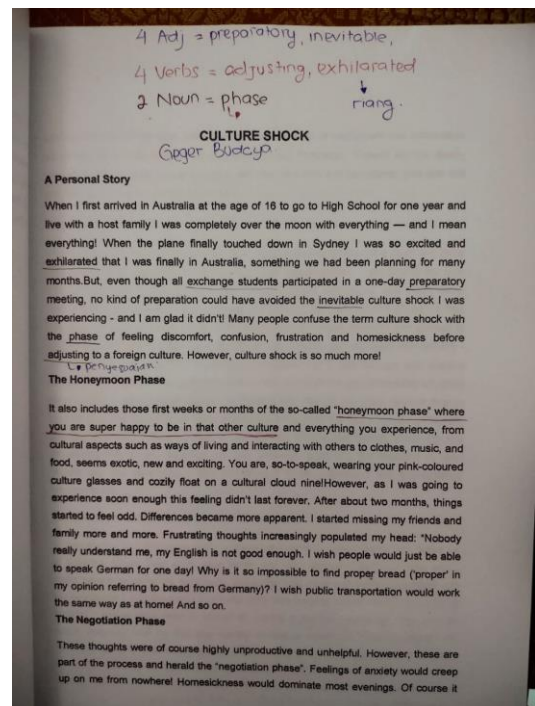 4 Adj = preparatory, inevitable,
4 Verbs = adjusting, exhilarated
2 Noun = phase
riang.
CULTURE SHOCK
Geger Budaya
A Personal Story
When I first arrived in Australia at the age of 16 to go to High School for one year and
live with a host family I was completely over the moon with everything — and I mean
everything! When the plane finally touched down in Sydney I was so excited and
exhilarated that I was finally in Australia, something we had been planning for many
months.But, even though all exchange students participated in a one-day preparatory
meeting, no kind of preparation could have avoided the inevitable culture shock I was
experiencing - and I am glad it didn't! Many people confuse the term culture shock with
the phase of feeling discomfort, confusion, frustration and homesickness before
adjusting to a foreign culture. However, culture shock is so much more!
penyesuaian
The Honeymoon Phase
It also includes those first weeks or months of the so-called "honeymoon phase" where
you are super happy to be in that other culture and everything you experience, from
cultural aspects such as ways of living and interacting with others to clothes, music, and
food, seems exotic, new and exciting. You are, so-to-speak, wearing your pink-coloured
culture glasses and cozily float on a cultural cloud nine!However, as I was going to
experience soon enough this feeling didn't last forever. After about two months, things
started to feel odd. Differences became more apparent. I started missing my friends and
family more and more. Frustrating thoughts increasingly populated my head: "Nobody
really understand me, my English is not good enough. I wish people would just be able
to speak German for one day! Why is it so impossible to find proper bread ('proper' in
my opinion referring to bread from Germany)? I wish public transportation would work
the same way as at home! And so on.
The Negotiation Phase
These thoughts were of course highly unproductive and unhelpful. However, these are
part of the process and herald the "negotiation phase". Feelings of anxiety would creep
up on me from nowhere! Homesickness would dominate most evenings. Of course it